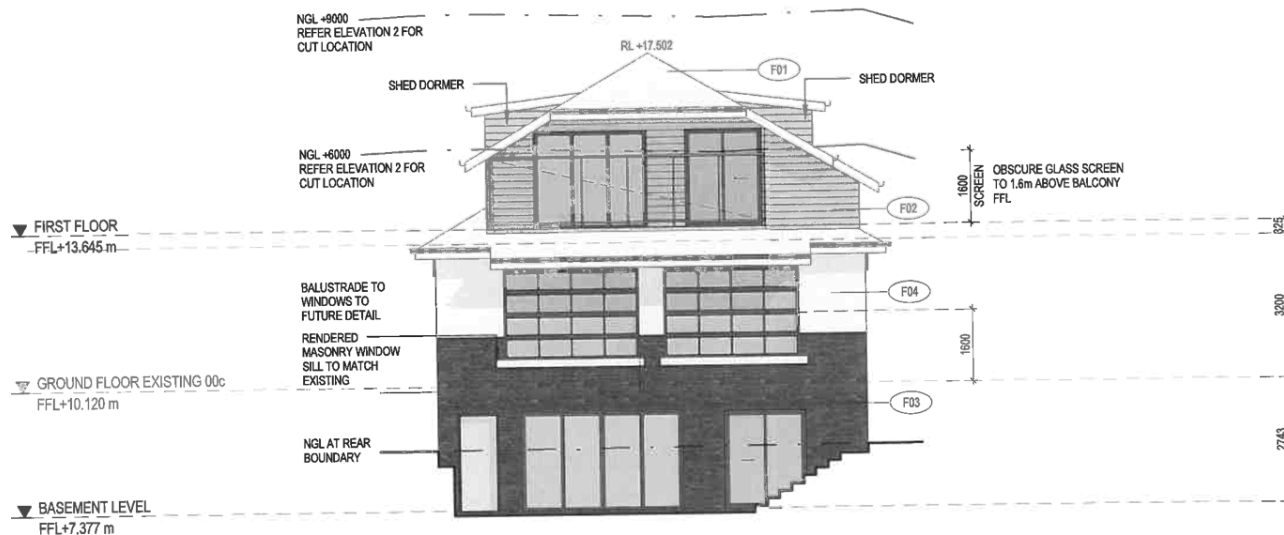 NGL +9000
REFER ELEVATION 2 FOR
CUT LOCATION
RL +17.502
F01
SHED DORMER
SHED DORMER
NGL +6000
REFER ELEVATION 2 FOR
CUT LOCATION
1600
SCREEN
OBSCURE GLASS SCREEN
TO 1.6m ABOVE BALCONY
FFL
F02
FIRST FLOOR
FFL+13.645 m
325
BALUSTRADE TO
WINDOWS TO
FUTURE DETAIL
F04
3200
RENDERED
MASONRY WINDOW
SILL TO MATCH
EXISTING
1600
GROUND FLOOR EXISTING 00c
FFL+10.120 m
F03
NGL AT REAR
BOUNDARY
2743
BASEMENT LEVEL
FFL+7.377 m